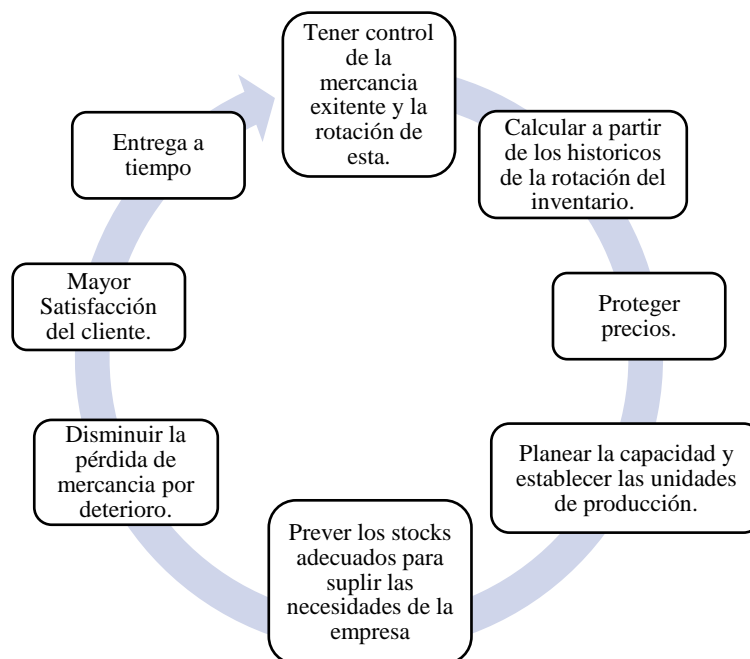 Tener control
de la
mercancia
exitente y la
rotación de
esta.
Calcular a partir
de los historicos
de la rotación del
inventario.
Proteger
precios.
Planear la capacidad y
establecer las unidades
de producción.
Prever los stocks
adecuados para
suplir las
necesidades de la
empresa
Disminuir la
pérdida de
mercancia por
deterioro.
Mayor
Satisfacción
del cliente.
Entrega a
tiempo